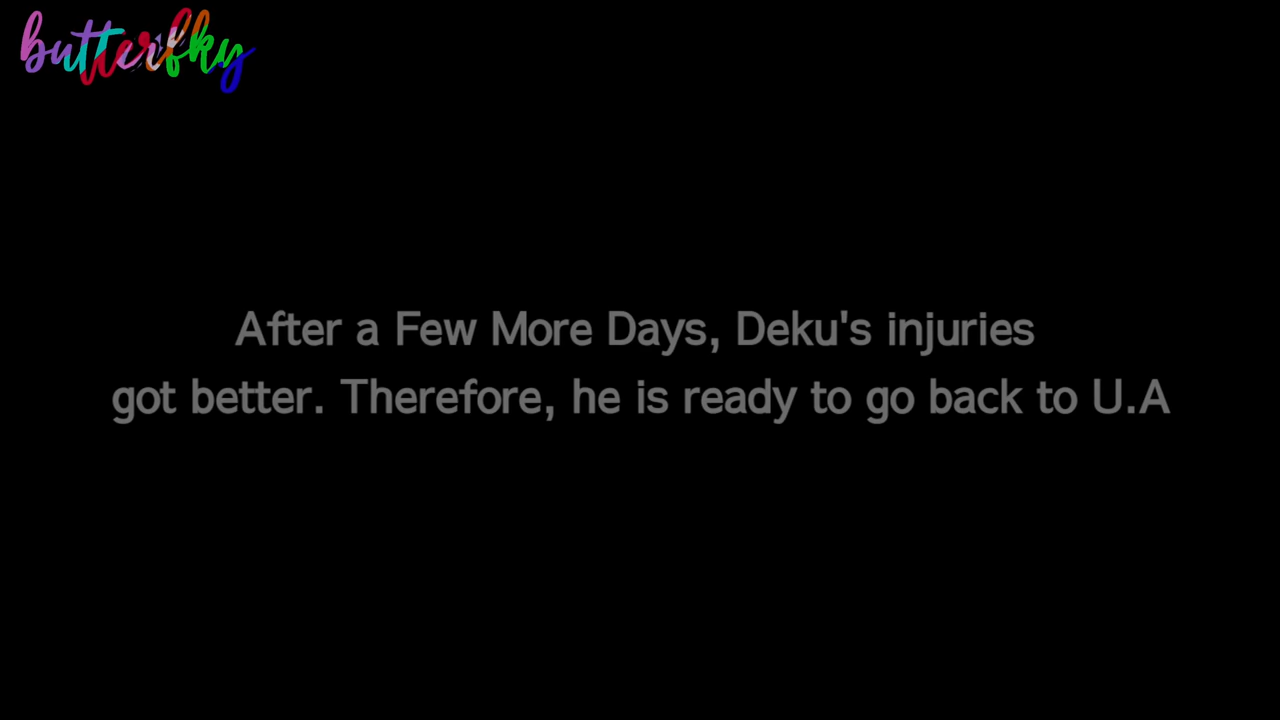 butterfky
After a Few More Days, Deku's injuries
got better. Therefore, he is ready to go back to U.A